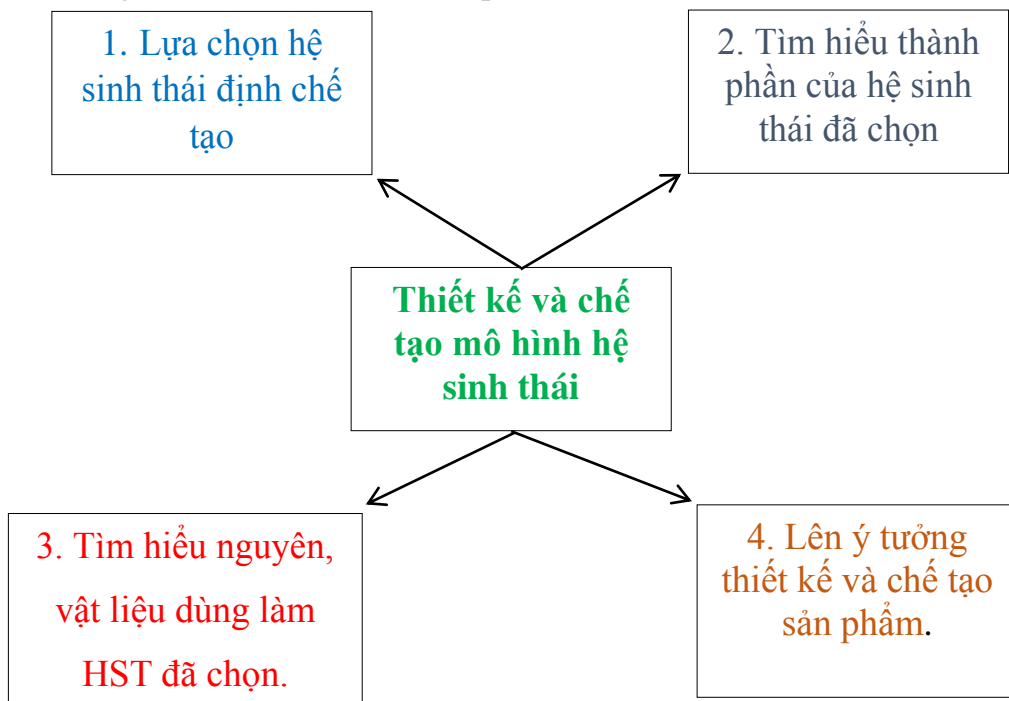 1. Lựa chọn hệ
sinh thái định chế
tạo
2. Tìm hiểu thành
phần của hệ sinh
thái đã chọn
Thiết kế và chế
tạo mô hình hệ
sinh thái
3. Tìm hiểu nguyên,
vật liệu dùng làm
HST đã chọn.
4. Lên ý tưởng
thiết kế và chế tạo
sản phẩm.